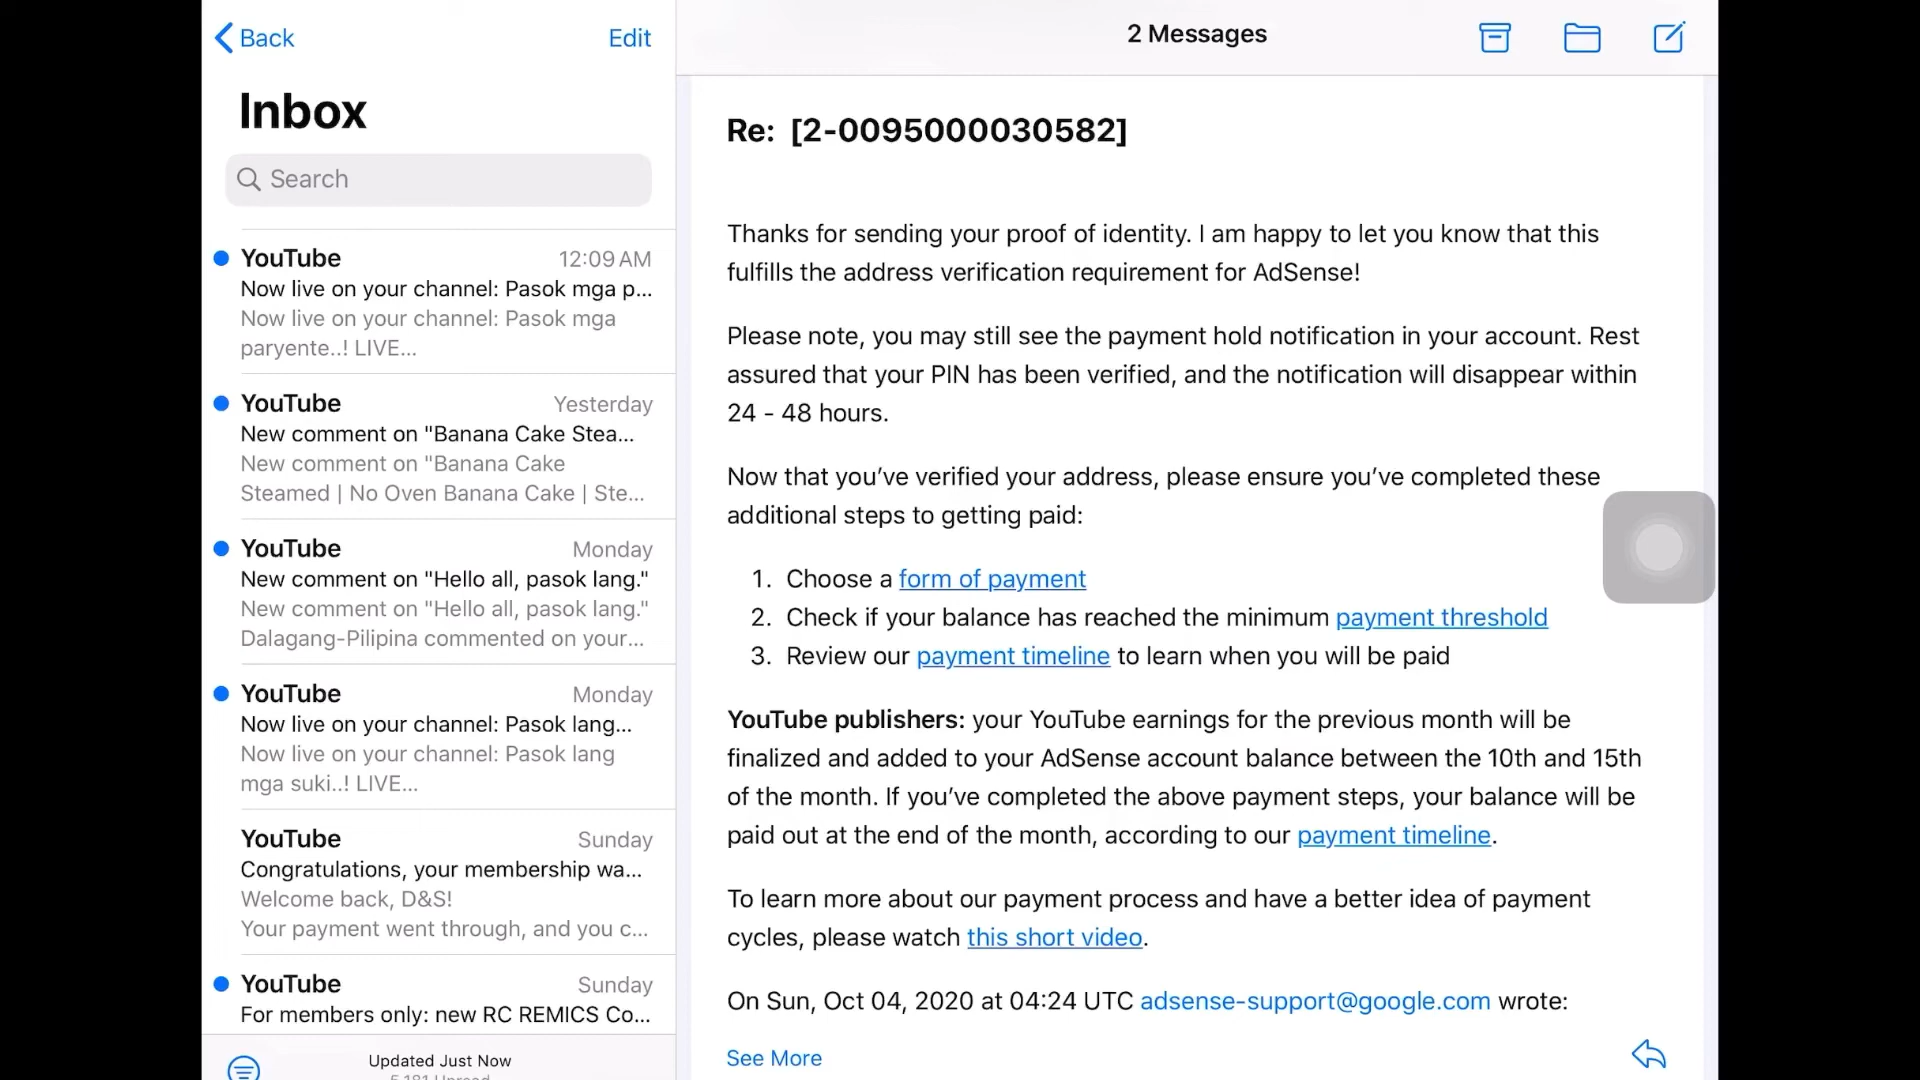 Back
Edit
Inbox
Search
YouTube 12:09 AM
Now live on your channel: Pasok mga p...
Now live on your channel: Pasok mga
paryente..! LIVE...
YouTube Yesterday
New comment on "Banana Cake Stea...
New comment on "Banana Cake
Steamed | No Oven Banana Cake | Ste...
YouTube Monday
New comment on "Hello all, pasok lang."
New comment on "Hello all, pasok lang."
Dalagang-Pilipina commented on your...
YouTube Monday
Now live on your channel: Pasok lang...
Now live on your channel: Pasok lang
mga suki..! LIVE...
YouTube Sunday
Congratulations, your membership wa...
Welcome back, D&S!
Your payment went through, and you c...
YouTube Sunday
For members only: new RC REMICS Co...
Updated Just Now
2 Messages
Re: [2-0095000030582]
Thanks for sending your proof of identity. I am happy to let you know that this
fulfills the address verification requirement for AdSense!
Please note, you may still see the payment hold notification in your account. Rest
assured that your PIN has been verified, and the notification will disappear within
24 - 48 hours.
Now that you’ve verified your address, please ensure you’ve completed these
additional steps to getting paid:
1. Choose a form of payment
2. Check if your balance has reached the minimum payment threshold
3. Review our payment timeline to learn when you will be paid
YouTube publishers: your YouTube earnings for the previous month will be
finalized and added to your AdSense account balance between the 10th and 15th
of the month. If you’ve completed the above payment steps, your balance will be
paid out at the end of the month, according to our payment timeline.
To learn more about our payment process and have a better idea of payment
cycles, please watch this short video.
On Sun, Oct 04, 2020 at 04:24 UTC adsense-support@google.com wrote:
See More